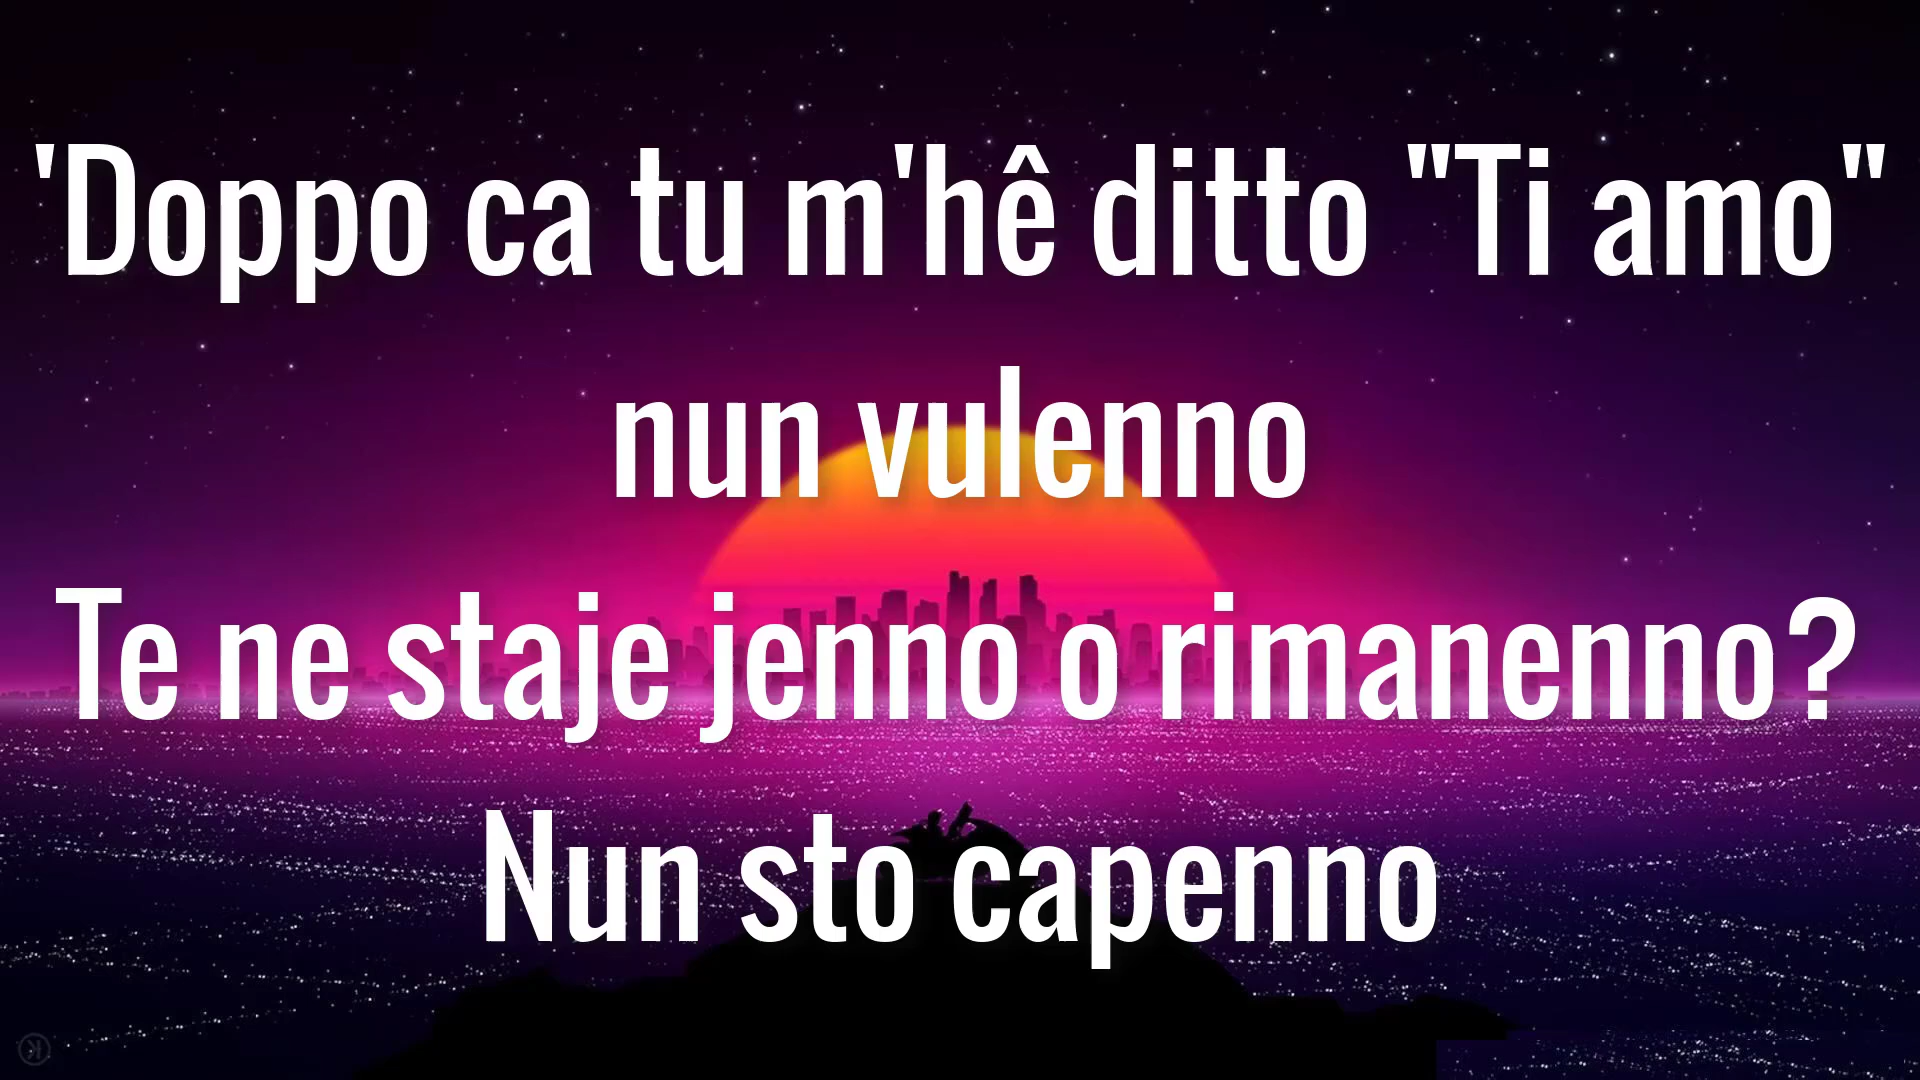 'Doppo ca tu m'hê ditto "Ti amo"
nun vulenno
Te ne staje jenno o rimanenno?
Nun sto capenno